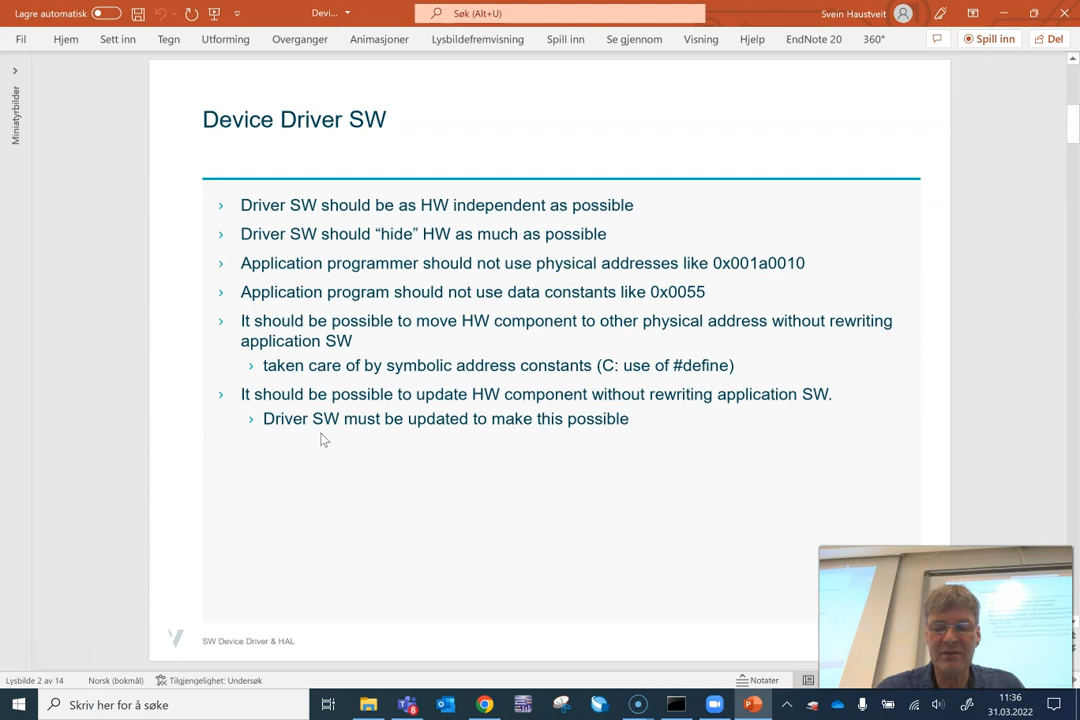 Lagre automatisk
Devi...
Søk (Alt+U)
Svein Haustveit
Fil Hjem Sett inn Tegn Utforming Overganger Animasjoner Lysbildefremvisning Spill inn Se gjennom Visning Hjelp EndNote 20 360° Spill inn Del
Miniatyrbilder
Device Driver SW
› Driver SW should be as HW independent as possible
› Driver SW should “hide” HW as much as possible
› Application programmer should not use physical addresses like 0x001a0010
› Application program should not use data constants like 0x0055
› It should be possible to move HW component to other physical address without rewriting
application SW
› taken care of by symbolic address constants (C: use of #define)
› It should be possible to update HW component without rewriting application SW.
› Driver SW must be updated to make this possible
SW Device Driver & HAL
Lysbilde 2 av 14 Norsk (bokmål) Tilgjengelighet: Undersøk Notater
Skriv her for å søke
11:36
31.03.2022